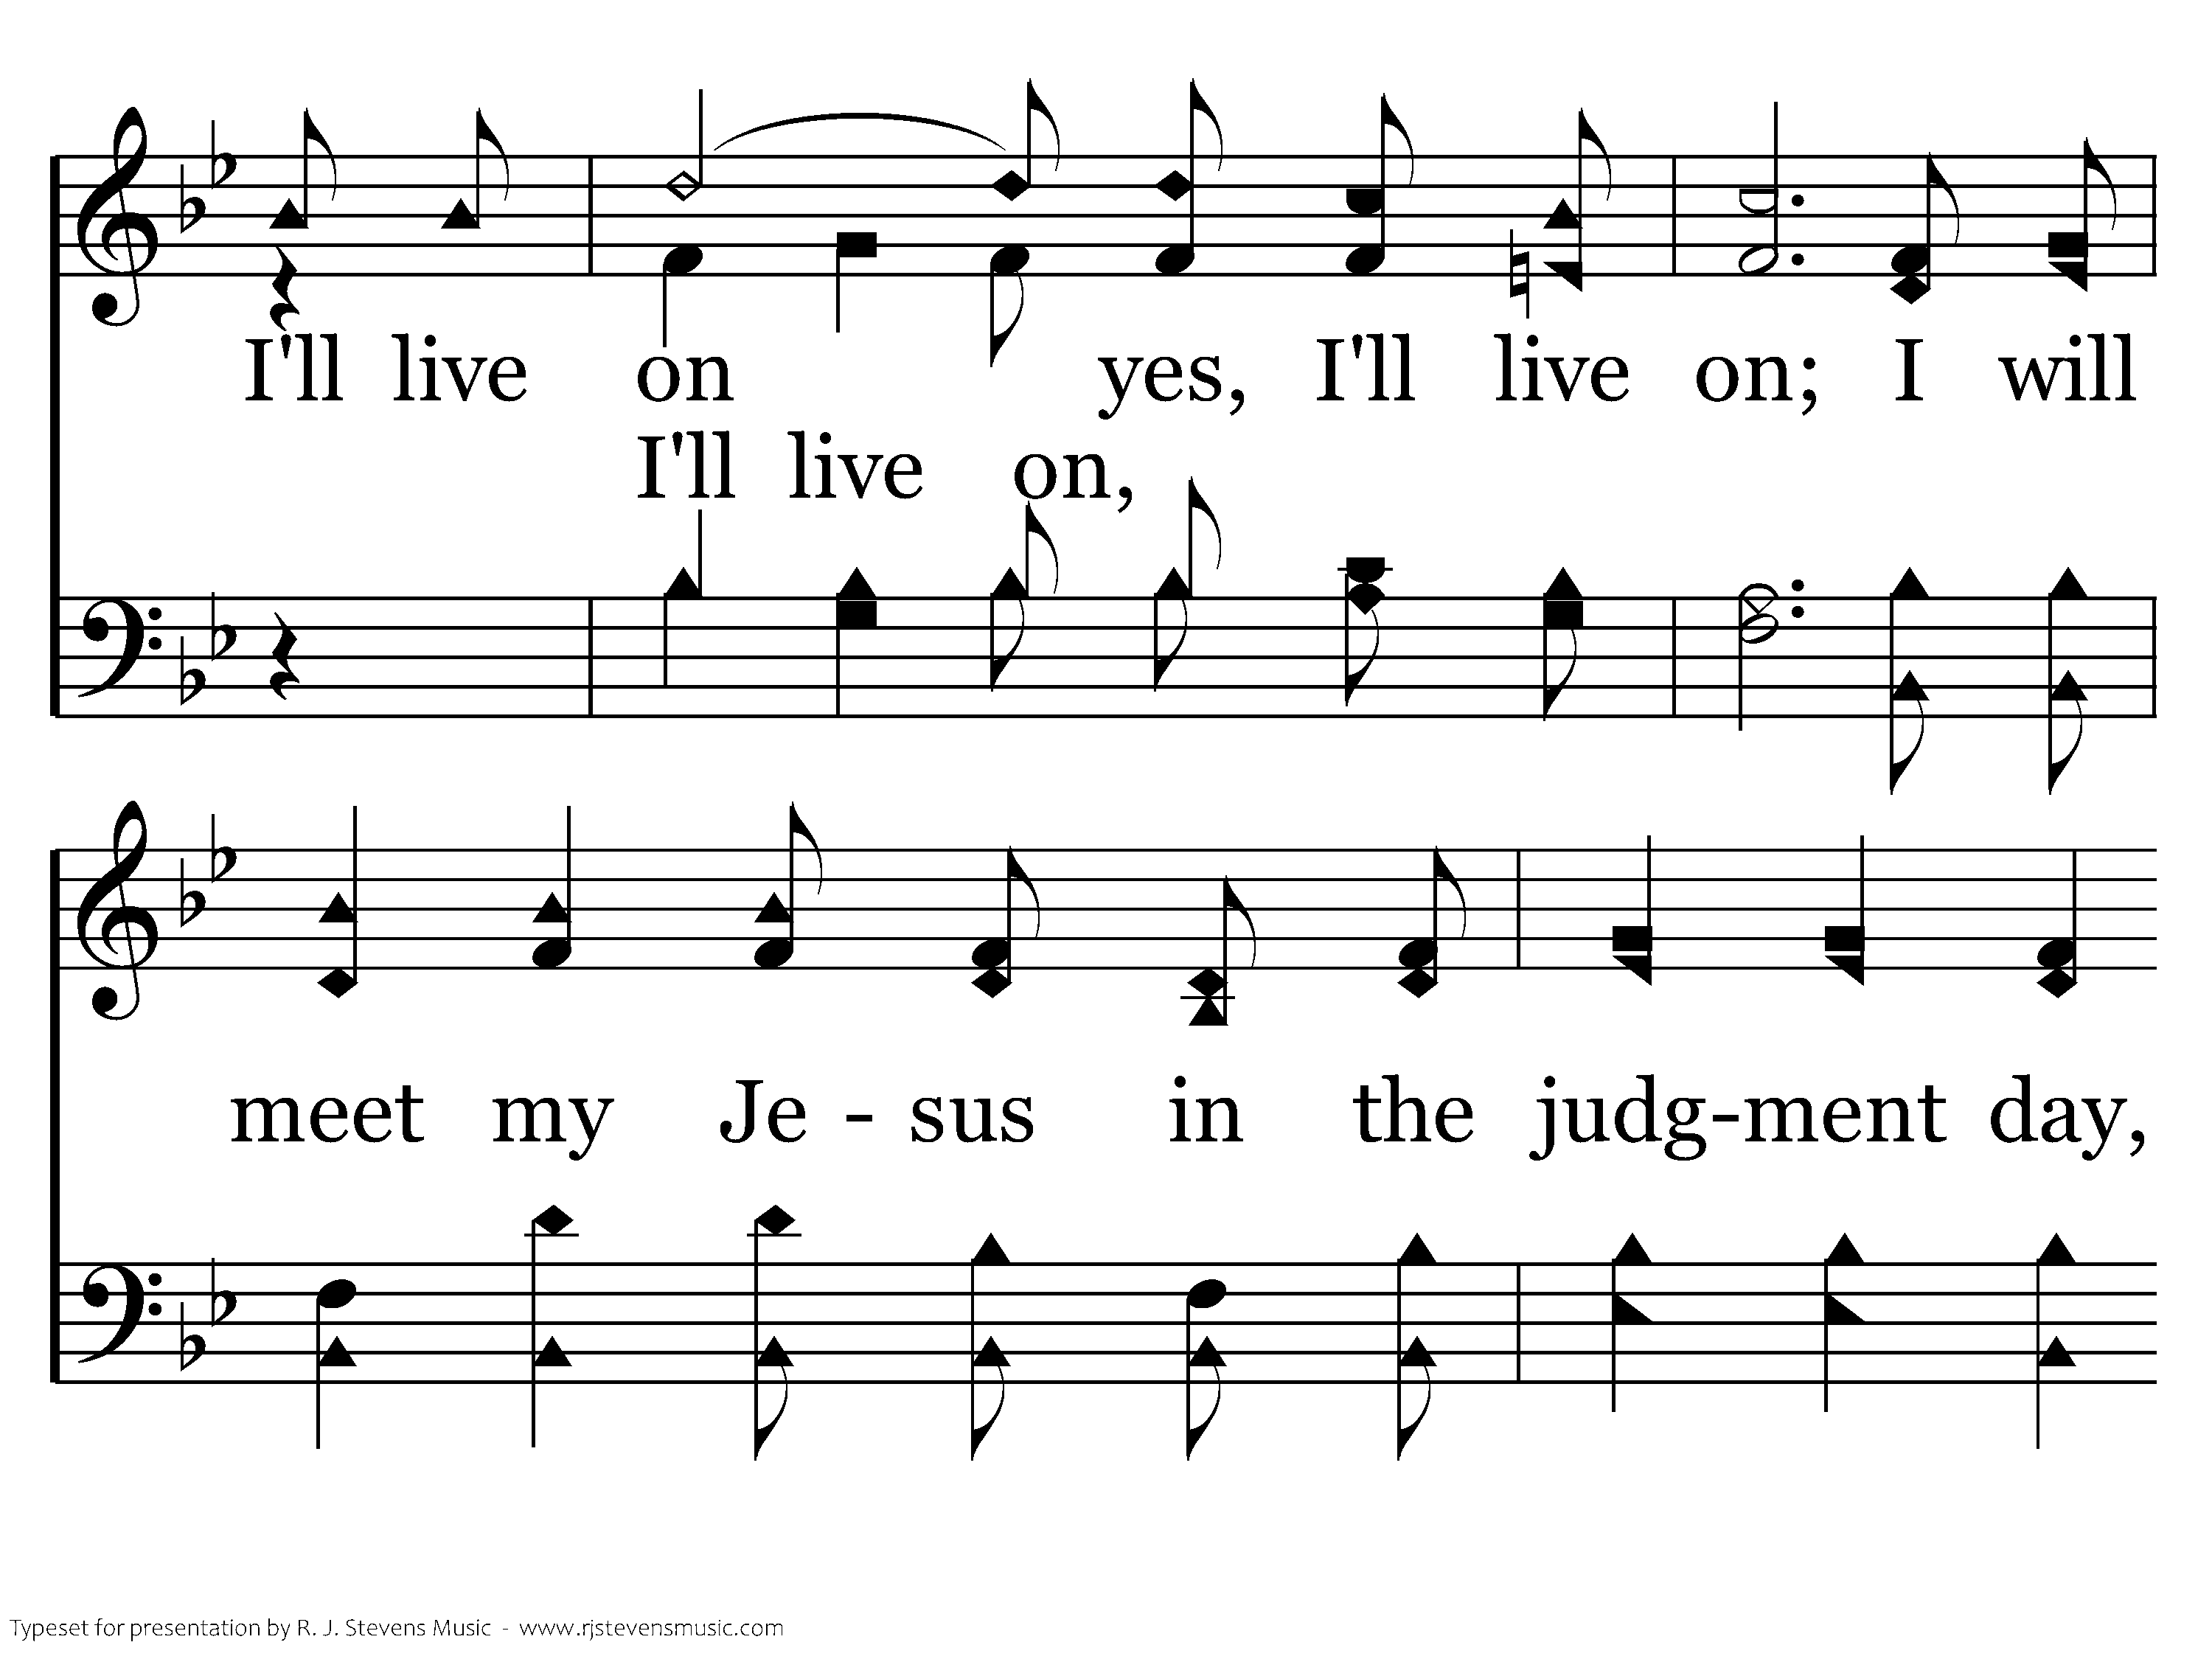 I'll live on yes, I'll live on; I will
I'll live on,
meet my Je - sus in the judg-ment day,
Typeset for presentation by R. J. Stevens Music - www.rjstevensmusic.com